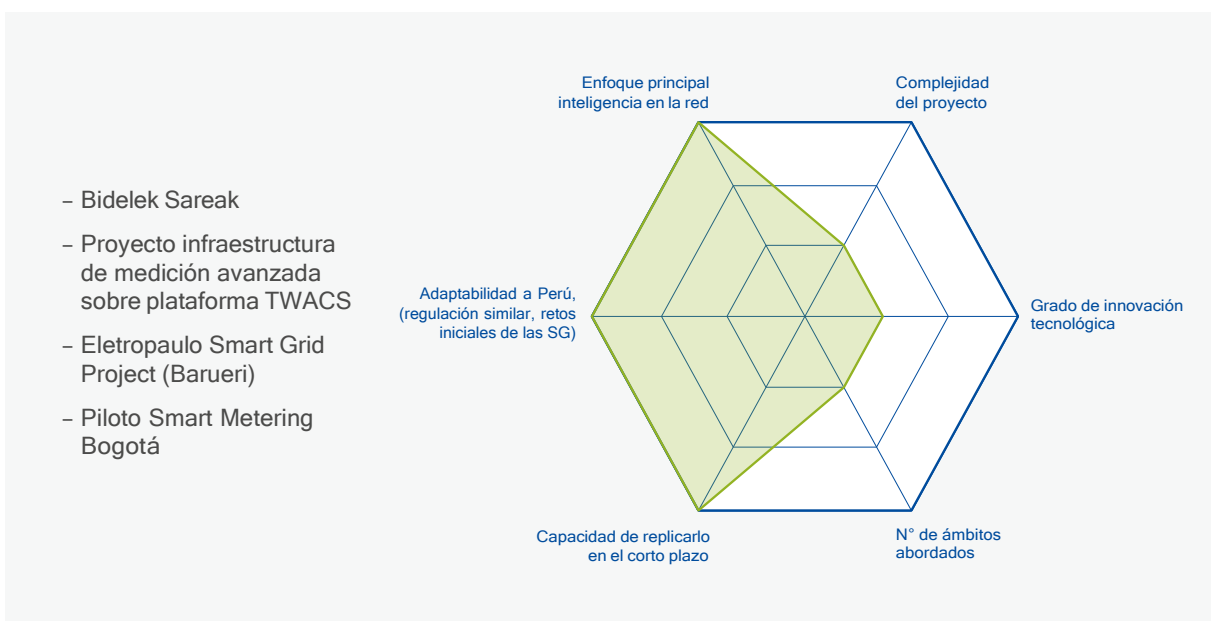 – Bidelek Sareak
– Proyecto infraestructura
de medición avanzada
sobre plataforma TWACS
– Eletropaulo Smart Grid
Project (Barueri)
– Piloto Smart Metering
Bogotá
Enfoque principal
inteligencia en la red
Complejidad
del proyecto
Adaptabilidad a Perú,
(regulación similar, retos
iniciales de las SG)
Grado de innovación
tecnológica
Capacidad de replicarlo
en el corto plazo
N° de ámbitos
abordados